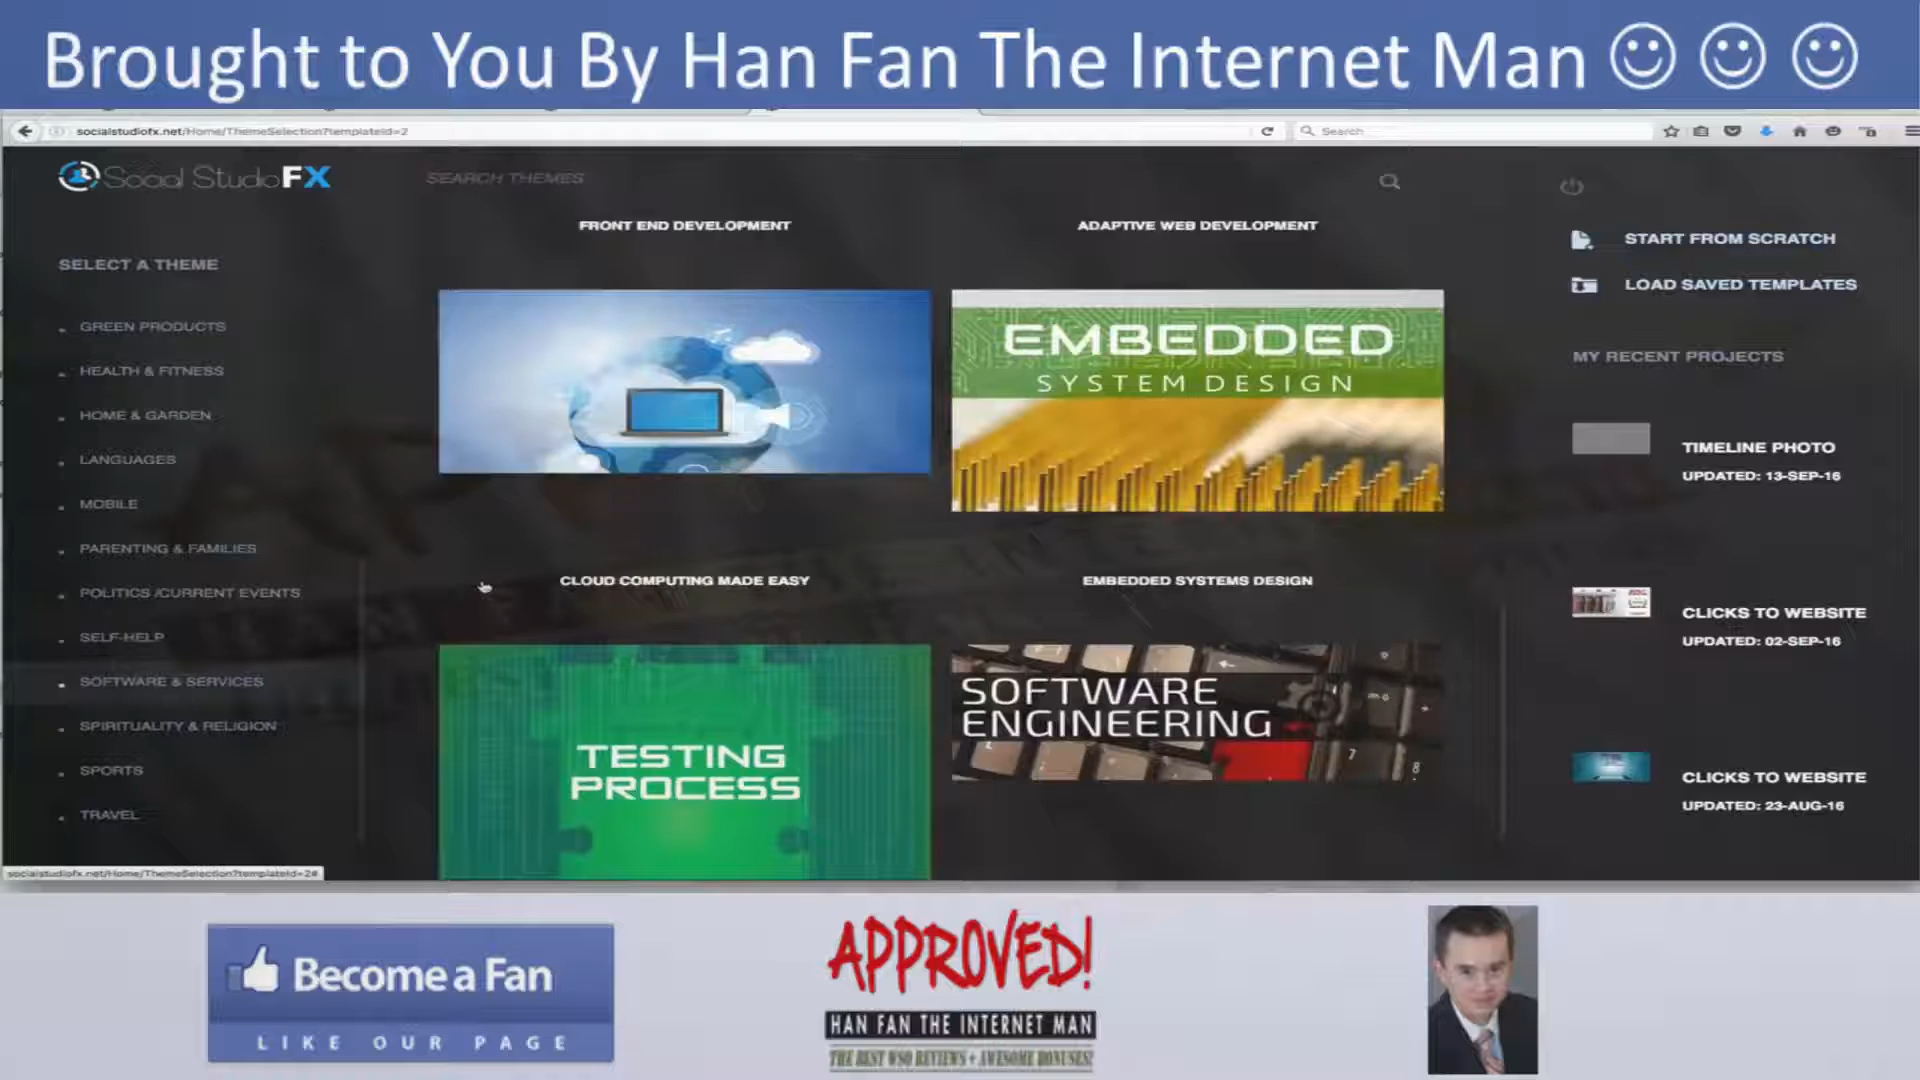 Brought to You By Han Fan The Internet Man
socialstudiofx.net/Home/ThemeSelection?templateId=2
Search
Social StudioFX
SEARCH THEMES
SELECT A THEME
GREEN PRODUCTS
HEALTH & FITNESS
HOME & GARDEN
LANGUAGES
MOBILE
PARENTING & FAMILIES
POLITICS /CURRENT EVENTS
SELF-HELP
SOFTWARE & SERVICES
SPIRITUALITY & RELIGION
SPORTS
TRAVEL
FRONT END DEVELOPMENT
ADAPTIVE WEB DEVELOPMENT
EMBEDDED
SYSTEM DESIGN
CLOUD COMPUTING MADE EASY
EMBEDDED SYSTEMS DESIGN
TESTING
PROCESS
SOFTWARE
ENGINEERING
START FROM SCRATCH
LOAD SAVED TEMPLATES
MY RECENT PROJECTS
TIMELINE PHOTO
UPDATED: 13-SEP-16
CLICKS TO WEBSITE
UPDATED: 02-SEP-16
CLICKS TO WEBSITE
UPDATED: 23-AUG-16
socialstudiofx.net/Home/ThemeSelection?templateId=2#
Become a Fan
LIKE OUR PAGE
APPROVED!
HAN FAN THE INTERNET MAN
THE BEST WSO REVIEWS + AWESOME BONUSES!